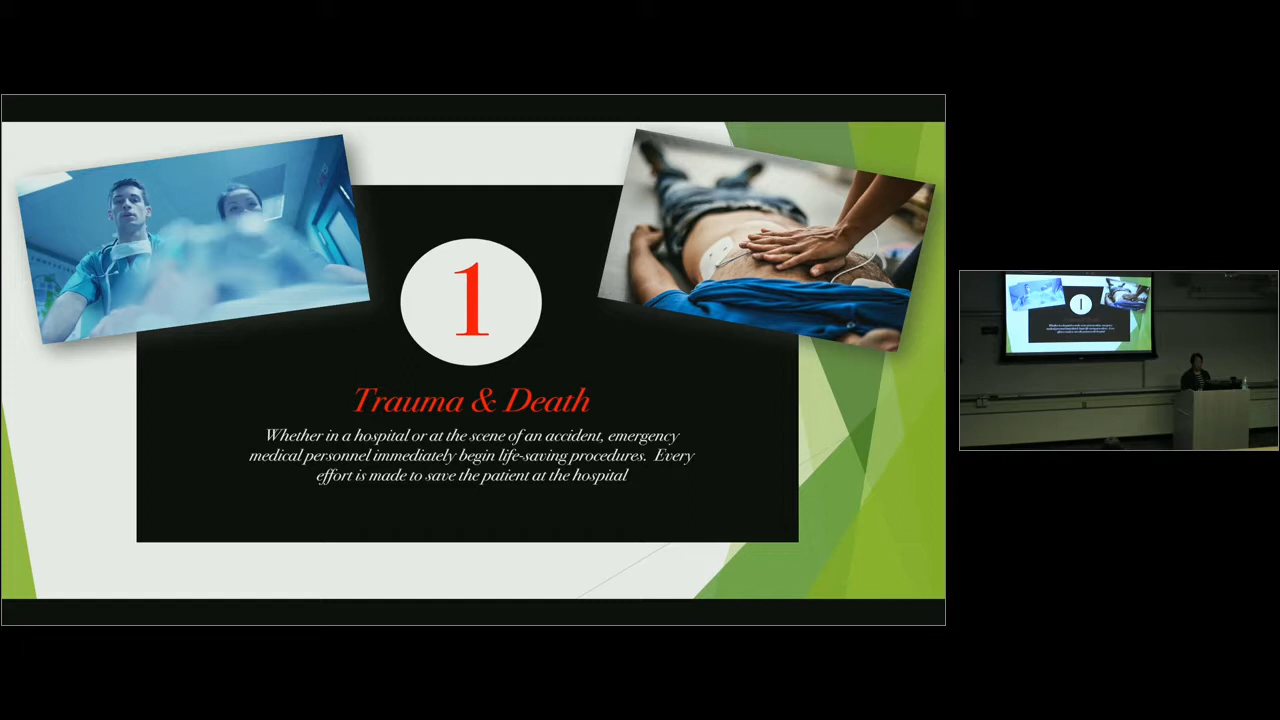 1
Trauma & Death
Whether in a hospital or at the scene of an accident, emergency
medical personnel immediately begin life-saving procedures. Every
effort is made to save the patient at the hospital